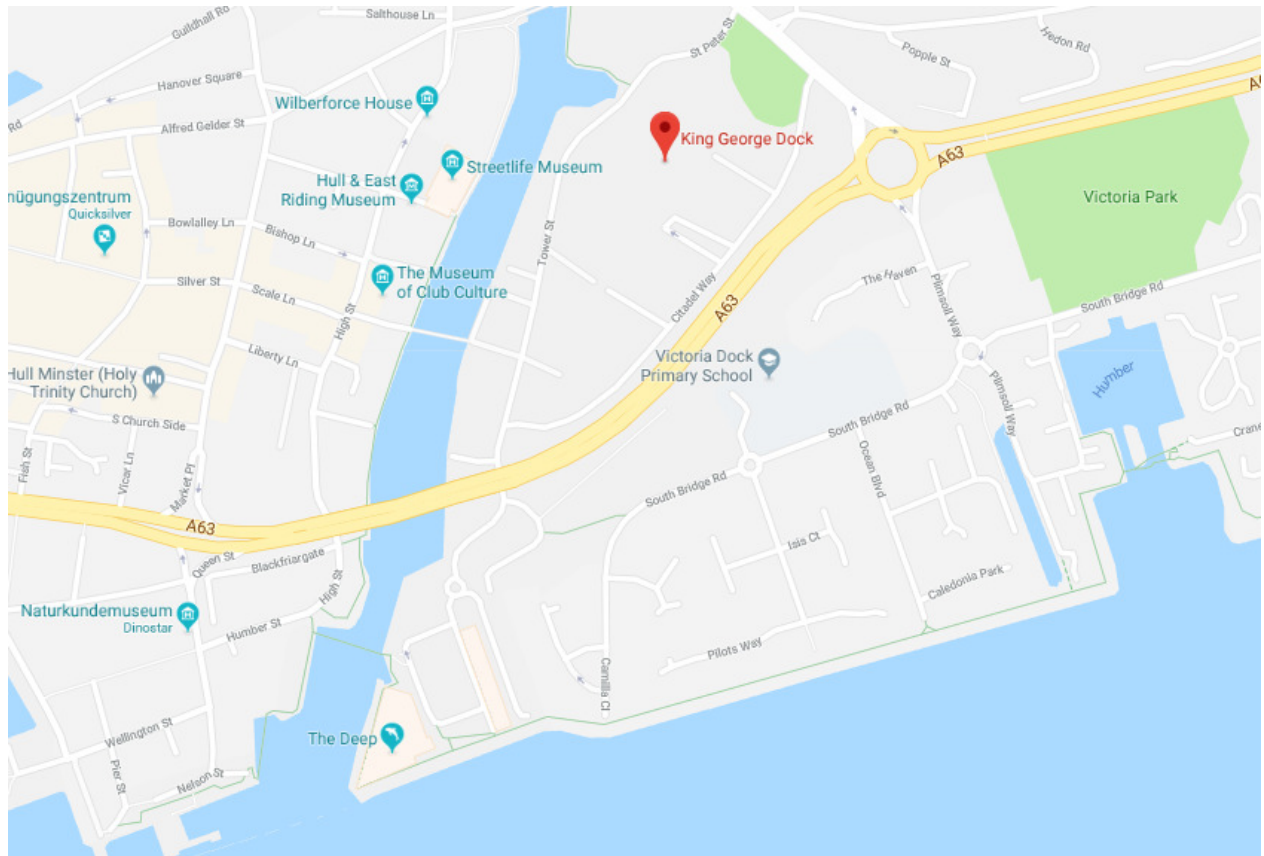 Guildhall Rd
Salthouse Ln
St Peter St
Popple St
Hedon Rd
Hanover Square
Wilberforce House
Rd
Alfred Gelder St
King George Dock
A63
Streetlife Museum
Hull & East
Riding Museum
nügungszentrum
Quicksilver
Victoria Park
Bowlalley Ln
Bishop Ln
Tower St
The Museum
of Club Culture
Silver St
Scale Ln
High St
The Haven
Plimsoll Way
South Bridge Rd
Citadel Way
A63
Liberty Ln
Victoria Dock
Primary School
Hull Minster (Holy
Trinity Church)
Humber
Plimsoll Way
S Church Side
South Bridge Rd
Crane
Fish St
Vicar Ln
Market Pl
Ocean Blvd
South Bridge Rd
A63
Queen St
Blackfriargate
Isis Ct
High St
Caledonia Park
Naturkundemuseum
Dinostar
Humber St
Pilots Way
Camilla Cl
Wellington St
The Deep
Pier St
Nelson St